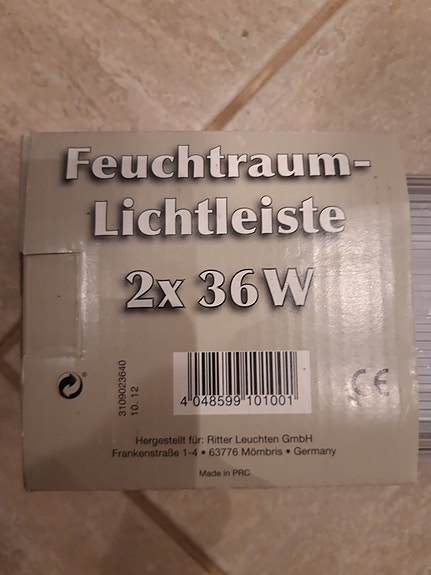 Feuchtraum-
Lichtleiste
2x 36 W
3109023640
10. 12
4 048599 101001
CE
Hergestellt für: Ritter Leuchten GmbH
Frankenstraße 1-4 • 63776 Mömbris • Germany
Made in PRC